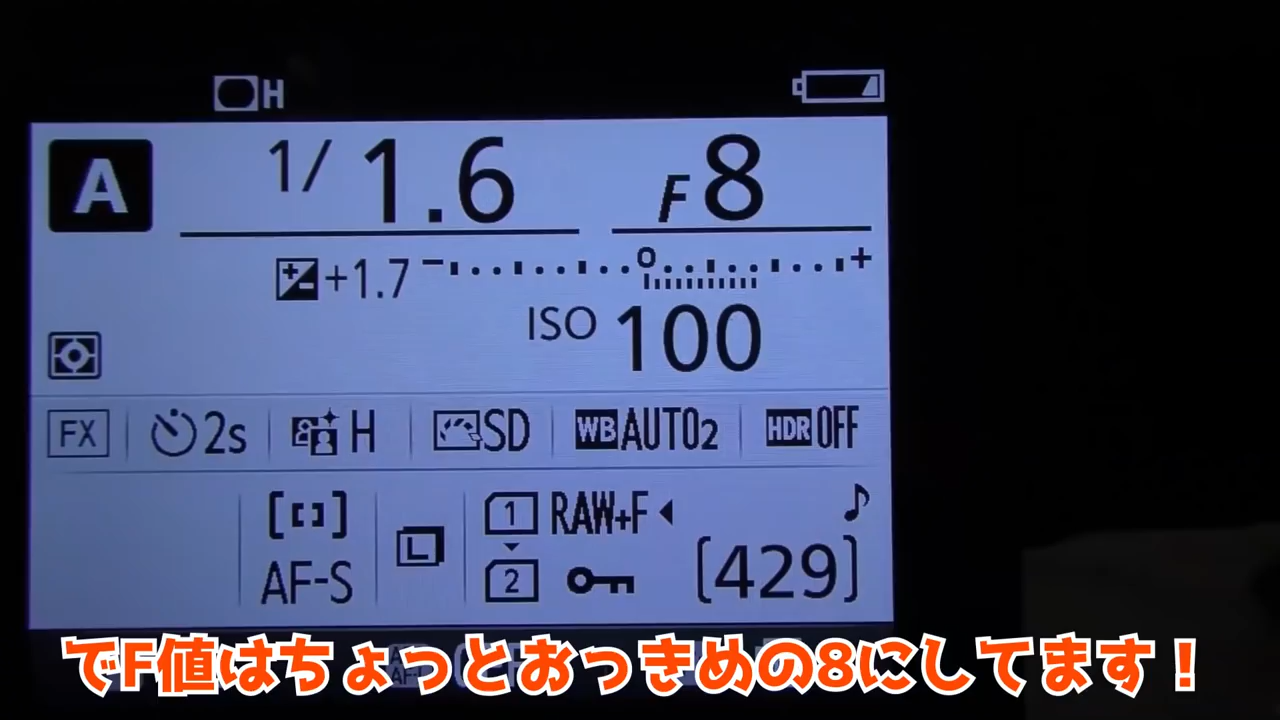 H
A 1/1.6 F8
+1.7 − 0 +
ISO 100
FX 2s H SD WB AUTO2 HDR OFF
[ ] 1 RAW+F
AF-S L 2 [429]
でF値はちょっとおっきめの8にしてます！